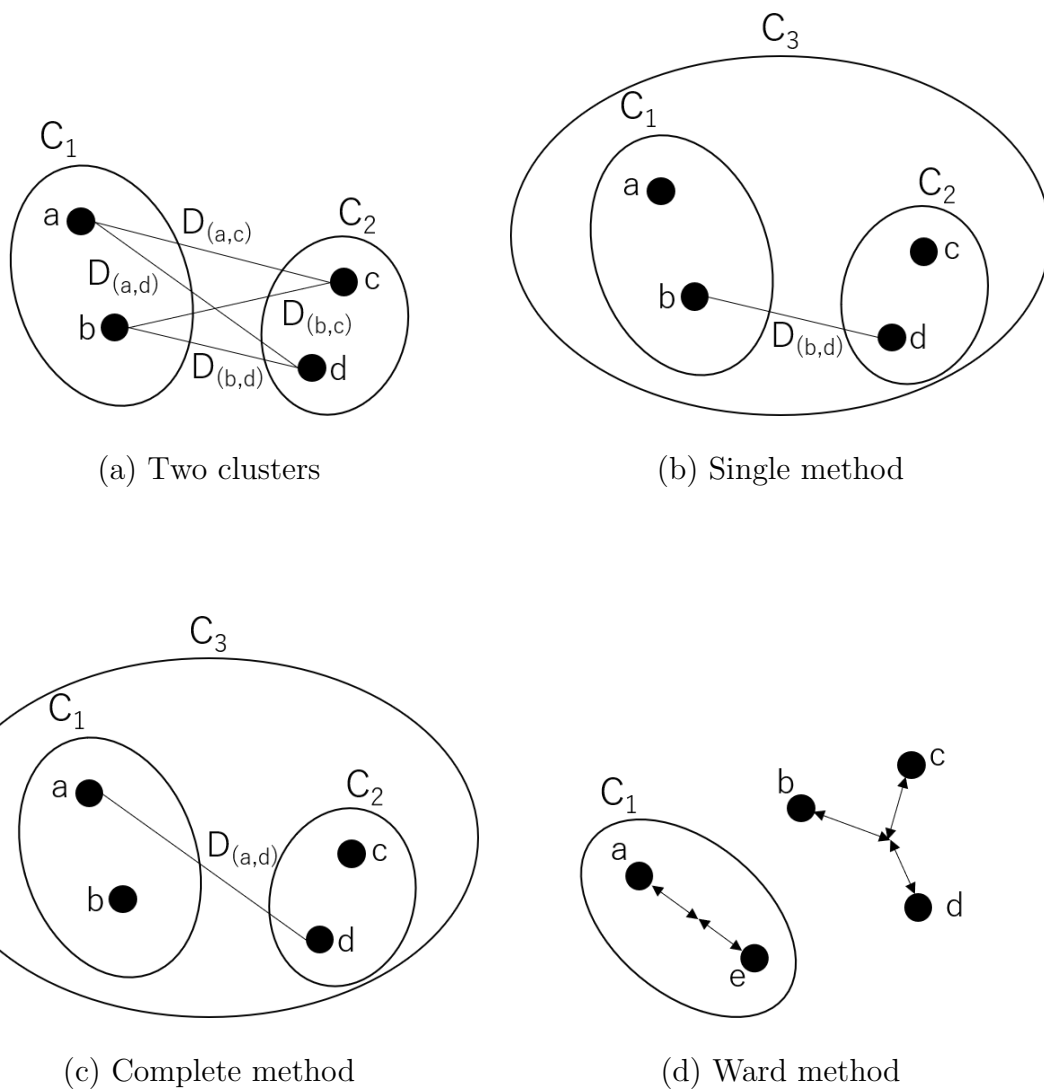 C₁
a
D₍a,c₎
C₂
D₍a,d₎
c
b
D₍b,c₎
D₍b,d₎
d
(a) Two clusters
C₃
C₁
a
C₂
c
b
D₍b,d₎
d
(b) Single method
C₃
C₁
a
C₂
D₍a,d₎
c
b
d
(c) Complete method
C₁
a
b
c
d
e
(d) Ward method